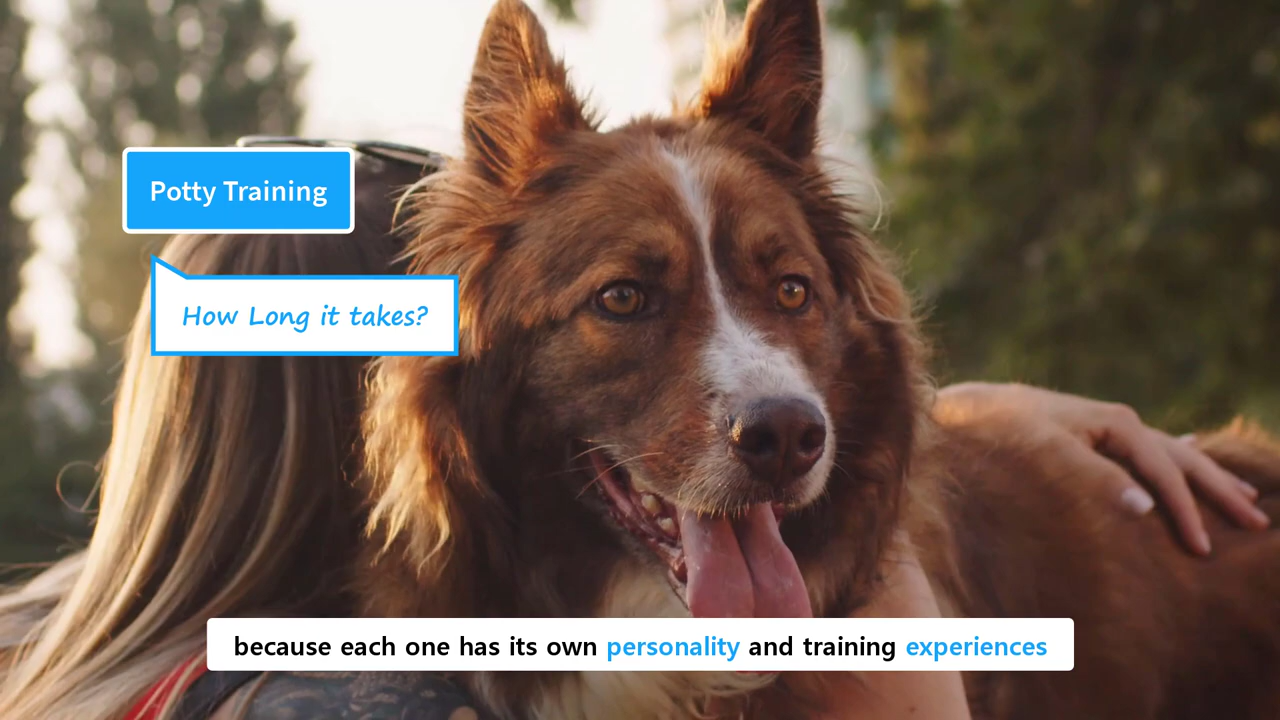 Potty Training
How Long it takes?
because each one has its own personality and training experiences